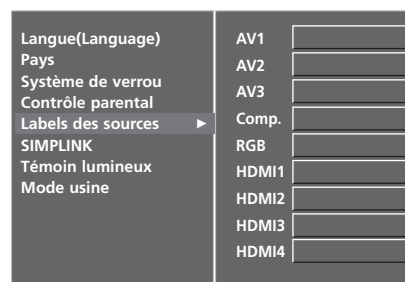 Langue(Language)
Pays
Système de verrou
Contrôle parental
Labels des sources ►
SIMPLINK
Témoin lumineux
Mode usine
AV1
AV2
AV3
Comp.
RGB
HDMI1
HDMI2
HDMI3
HDMI4